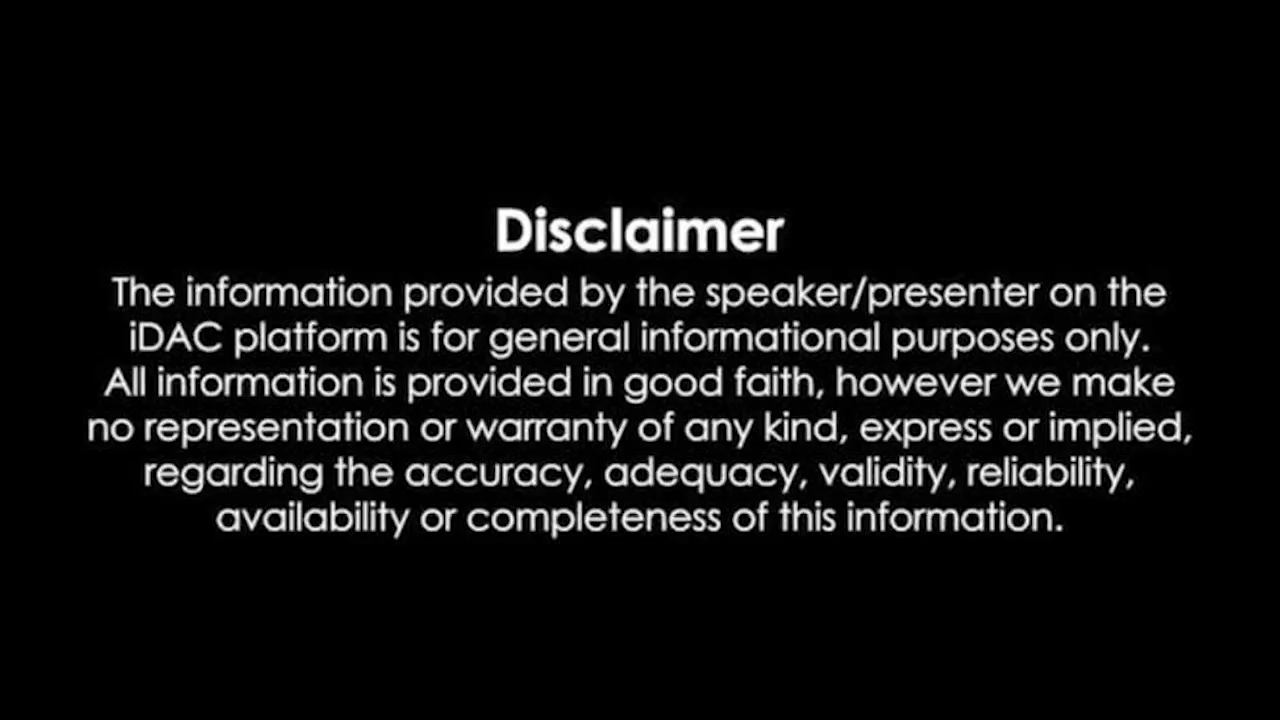 Disclaimer
The information provided by the speaker/presenter on the
iDAC platform is for general informational purposes only.
All information is provided in good faith, however we make
no representation or warranty of any kind, express or implied,
regarding the accuracy, adequacy, validity, reliability,
availability or completeness of this information.